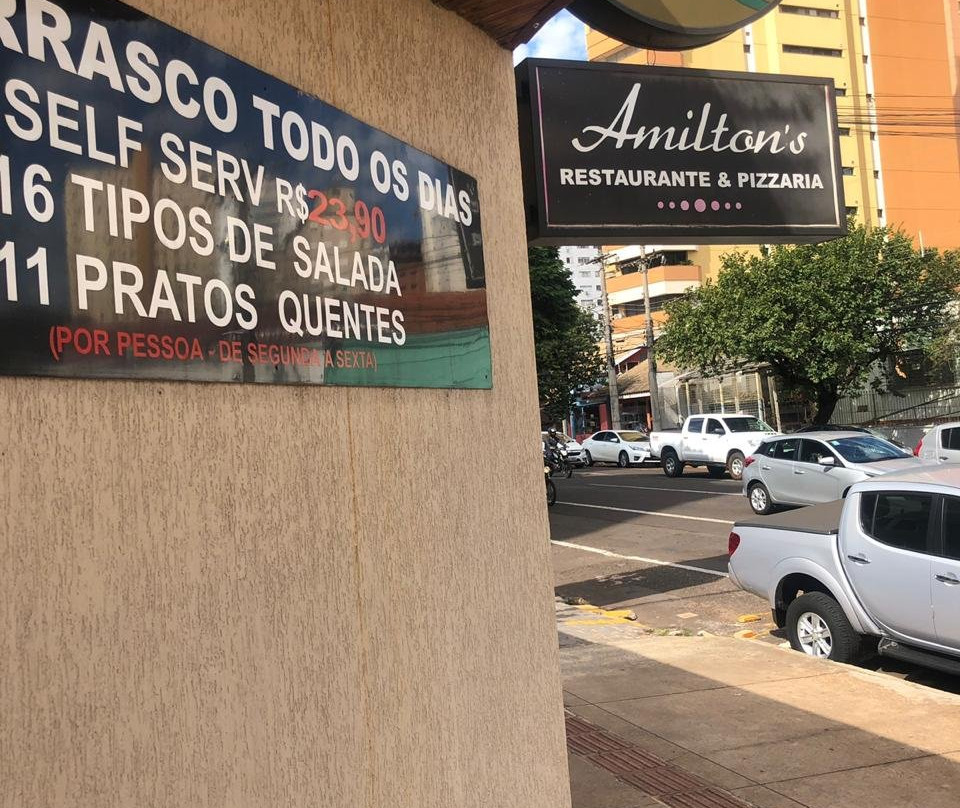 RRASCO TODO OS DIAS
SELF SERV R$23,90
16 TIPOS DE SALADA
11 PRATOS QUENTES
(POR PESSOA - DE SEGUNDA A SEXTA)
Amilton's
RESTAURANTE & PIZZARIA